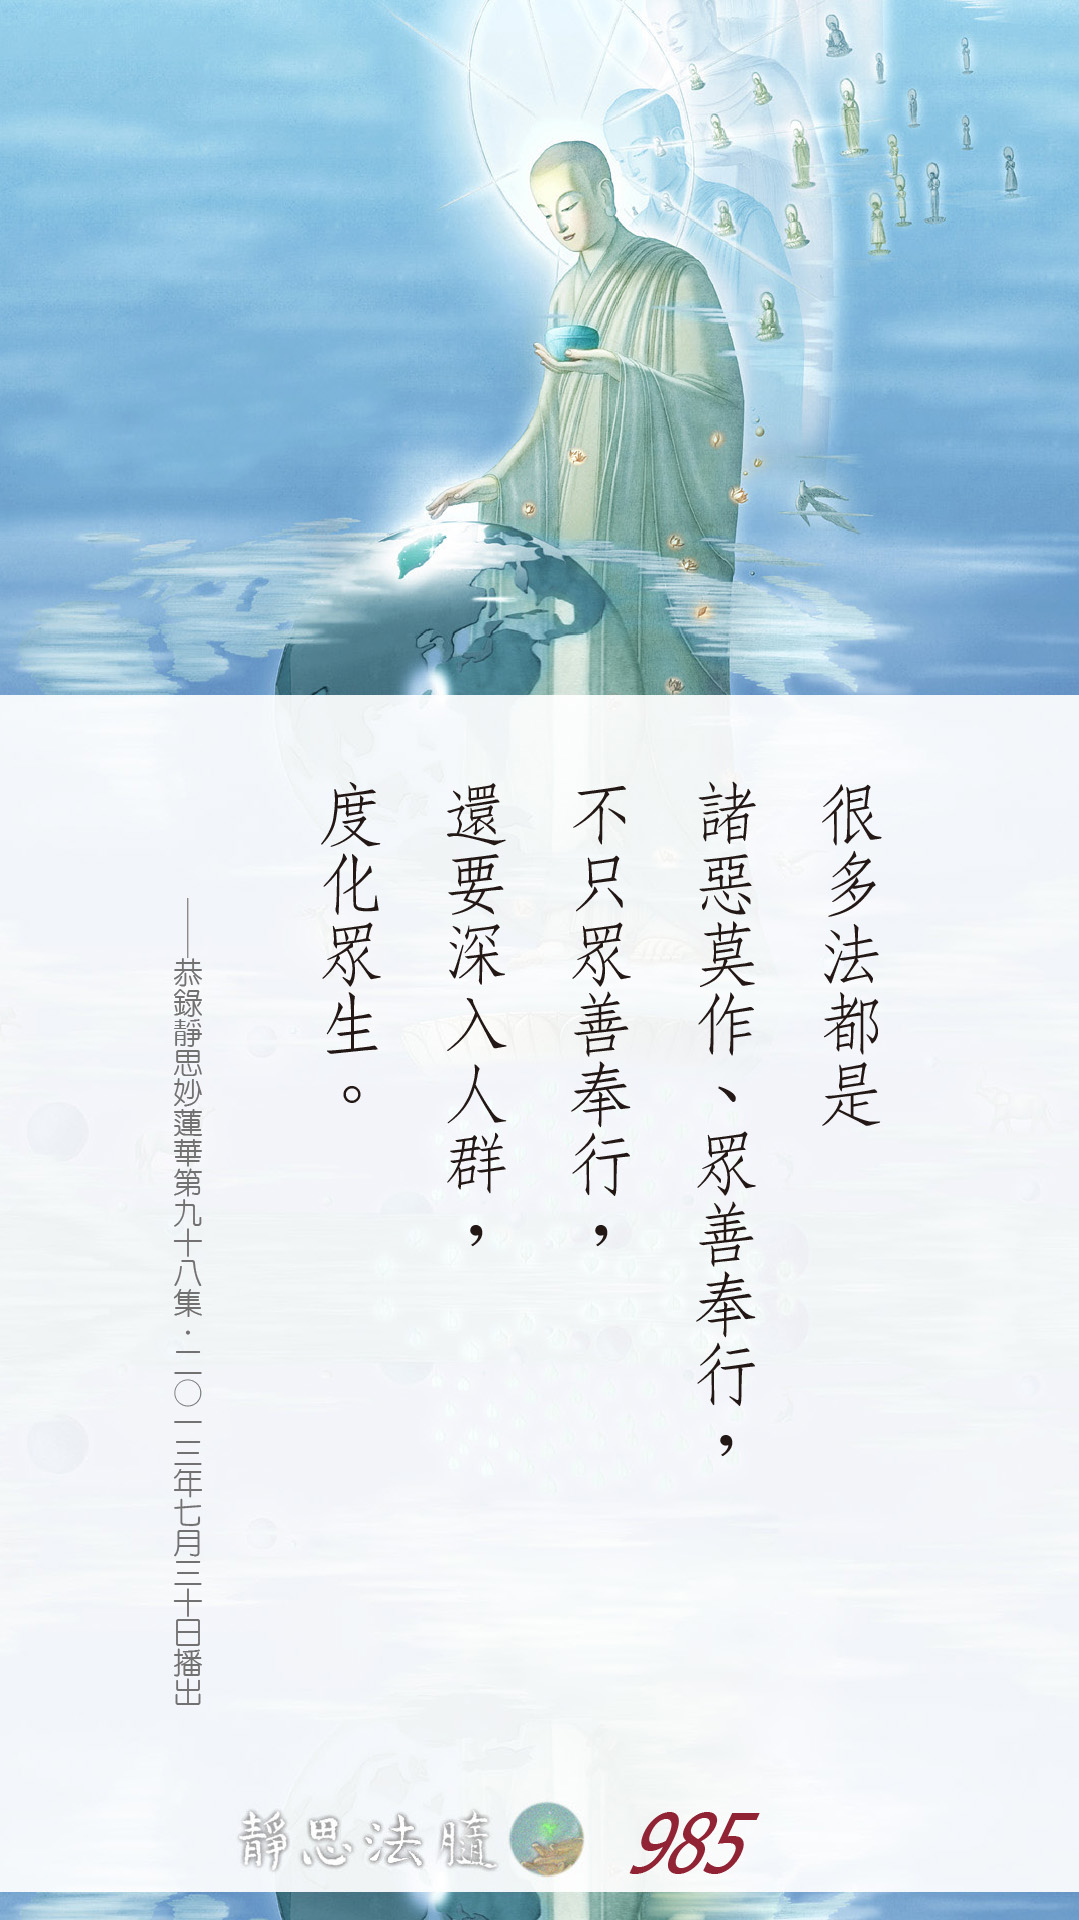 很多法都是
諸惡莫作、眾善奉行，
不只眾善奉行，
還要深入人群，
度化眾生。
——恭錄靜思妙蓮華第九十八集．二〇一三年七月三十日播出
靜思法髓
985